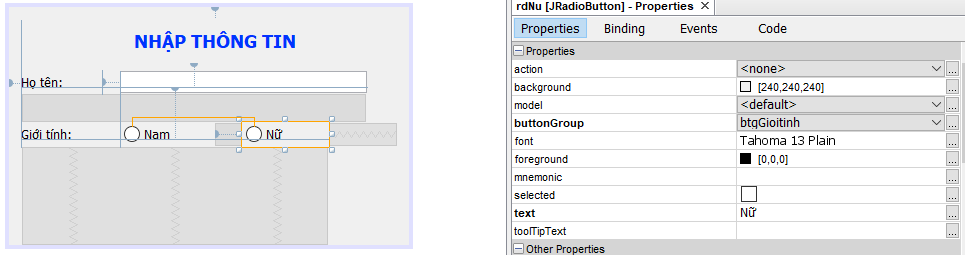 NHẬP THÔNG TIN
Họ tên:
Giới tính:
Nam
Nữ
rdNu [JRadioButton] - Properties ×
Properties
Binding
Events
Code
Properties
action
<none>
...
background
[240,240,240]
...
model
<default>
...
buttonGroup
btgGioitinh
...
font
Tahoma 13 Plain
...
foreground
[0,0,0]
...
mnemonic
...
selected
...
text
Nữ
...
toolTipText
...
Other Properties